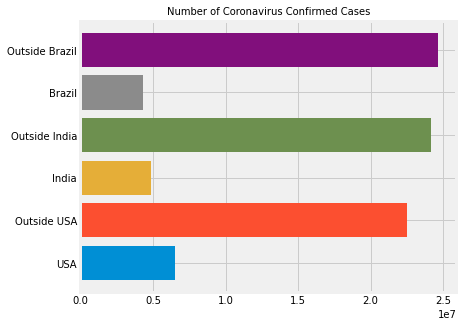 Number of Coronavirus Confirmed Cases
Outside Brazil
Brazil
Outside India
India
Outside USA
USA
0.0 0.5 1.0 1.5 2.0 2.5
1e7